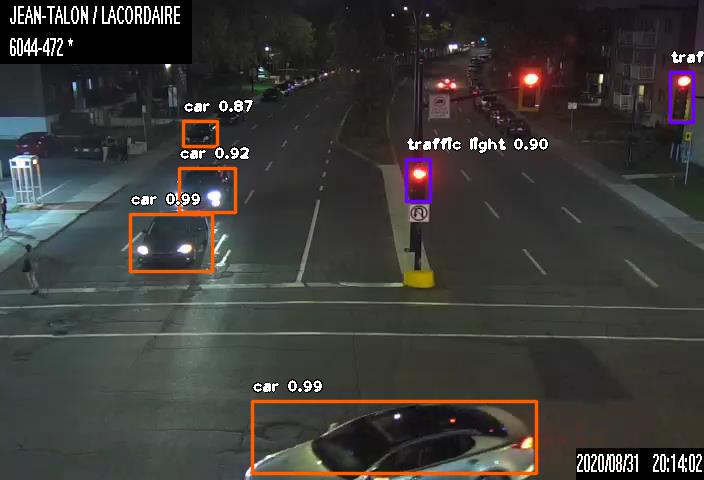 JEAN-TALON / LACORDAIRE
6044-472 *
traf
car 0.87
traffic light 0.90
car 0.92
car 0.99
car 0.99
2020/08/31 20:14:02